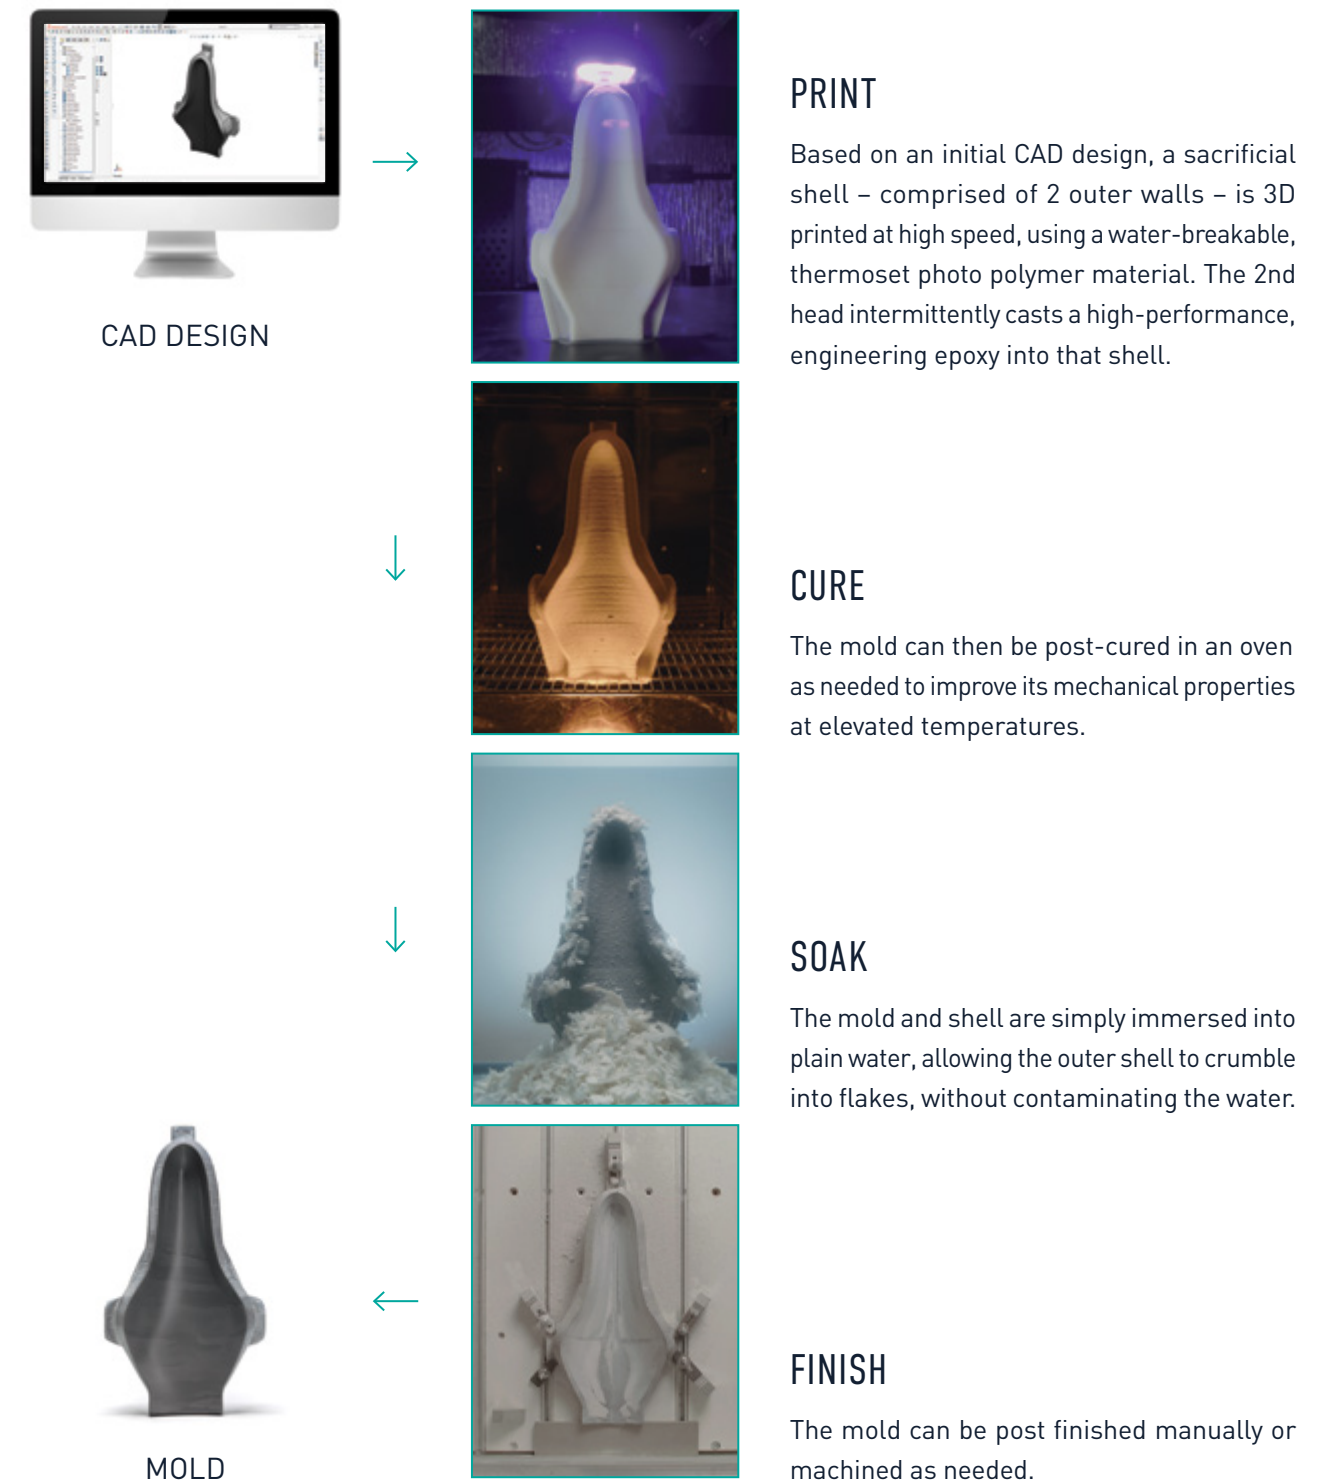 CAD DESIGN
PRINT
Based on an initial CAD design, a sacrificial
shell – comprised of 2 outer walls – is 3D
printed at high speed, using a water-breakable,
thermoset photo polymer material. The 2nd
head intermittently casts a high-performance,
engineering epoxy into that shell.
CURE
The mold can then be post-cured in an oven
as needed to improve its mechanical properties
at elevated temperatures.
SOAK
The mold and shell are simply immersed into
plain water, allowing the outer shell to crumble
into flakes, without contaminating the water.
FINISH
The mold can be post finished manually or
machined as needed.
MOLD